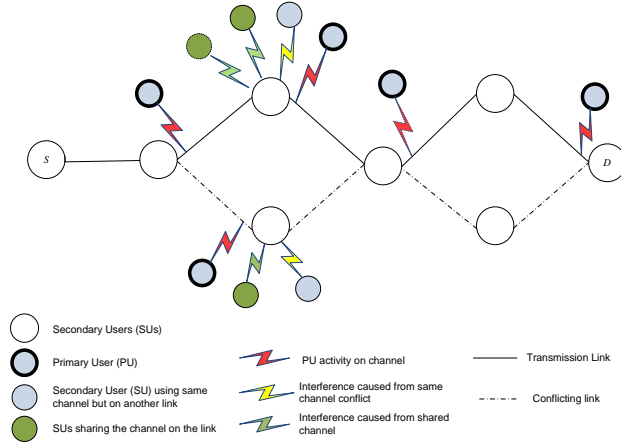 S
D
Secondary Users (SUs)
Primary User (PU)
Secondary User (SU) using same
channel but on another link
SUs sharing the channel on the link
PU activity on channel
Interference caused from same
channel conflict
Interference caused from shared
channel
Transmission Link
Conflicting link